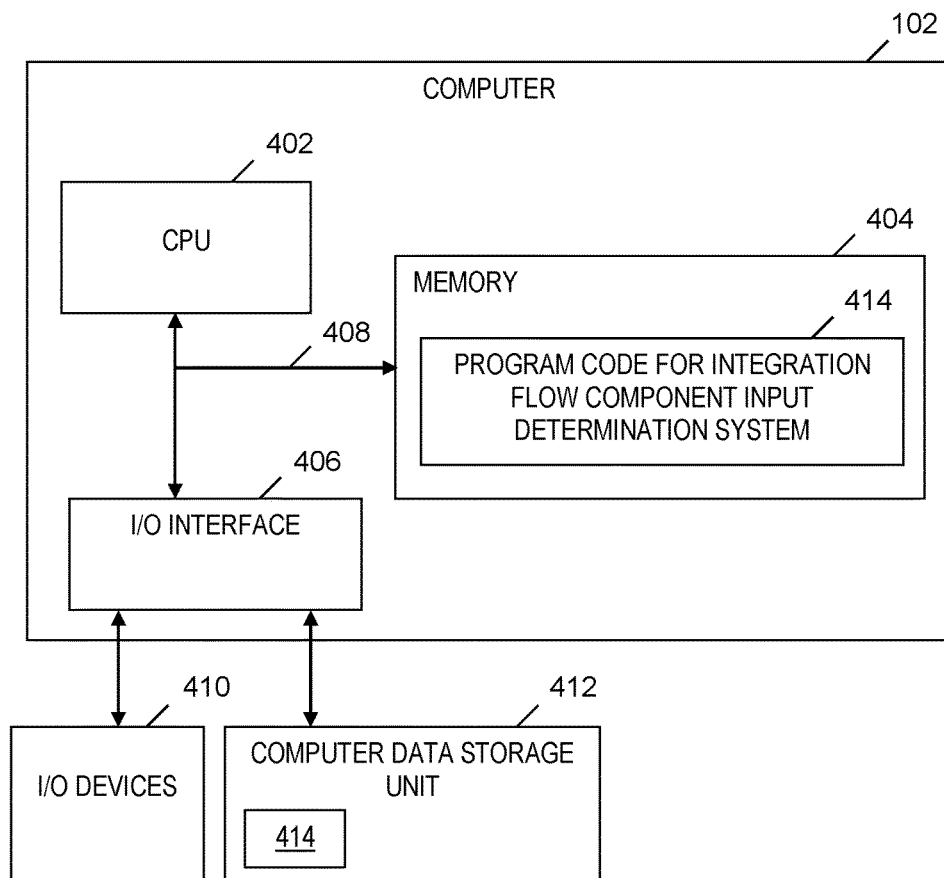 102
COMPUTER
402
CPU
404
MEMORY
414
408
PROGRAM CODE FOR INTEGRATION
FLOW COMPONENT INPUT
DETERMINATION SYSTEM
406
I/O INTERFACE
410
412
I/O DEVICES
COMPUTER DATA STORAGE
UNIT
414